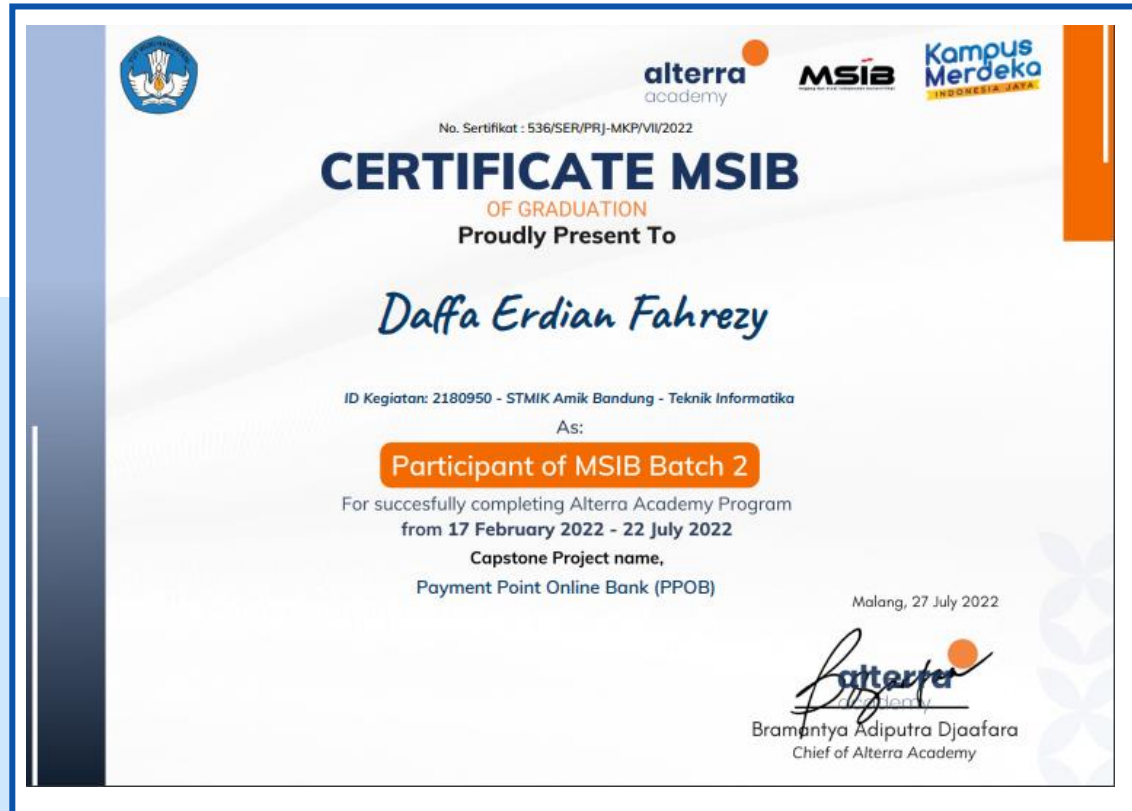 alterra
academy
MSIB
Kampus
Merdeka
INDONESIA JAYA
No. Sertifikat : 536/SER/PRJ-MKP/VII/2022
CERTIFICATE MSIB
OF GRADUATION
Proudly Present To
Daffa Erdian Fahrezy
ID Kegiatan: 2180950 - STMIK Amik Bandung - Teknik Informatika
As:
Participant of MSIB Batch 2
For succesfully completing Alterra Academy Program
from 17 February 2022 - 22 July 2022
Capstone Project name,
Payment Point Online Bank (PPOB)
Malang, 27 July 2022
alterra
academy
Bramantya Adiputra Djaafara
Chief of Alterra Academy